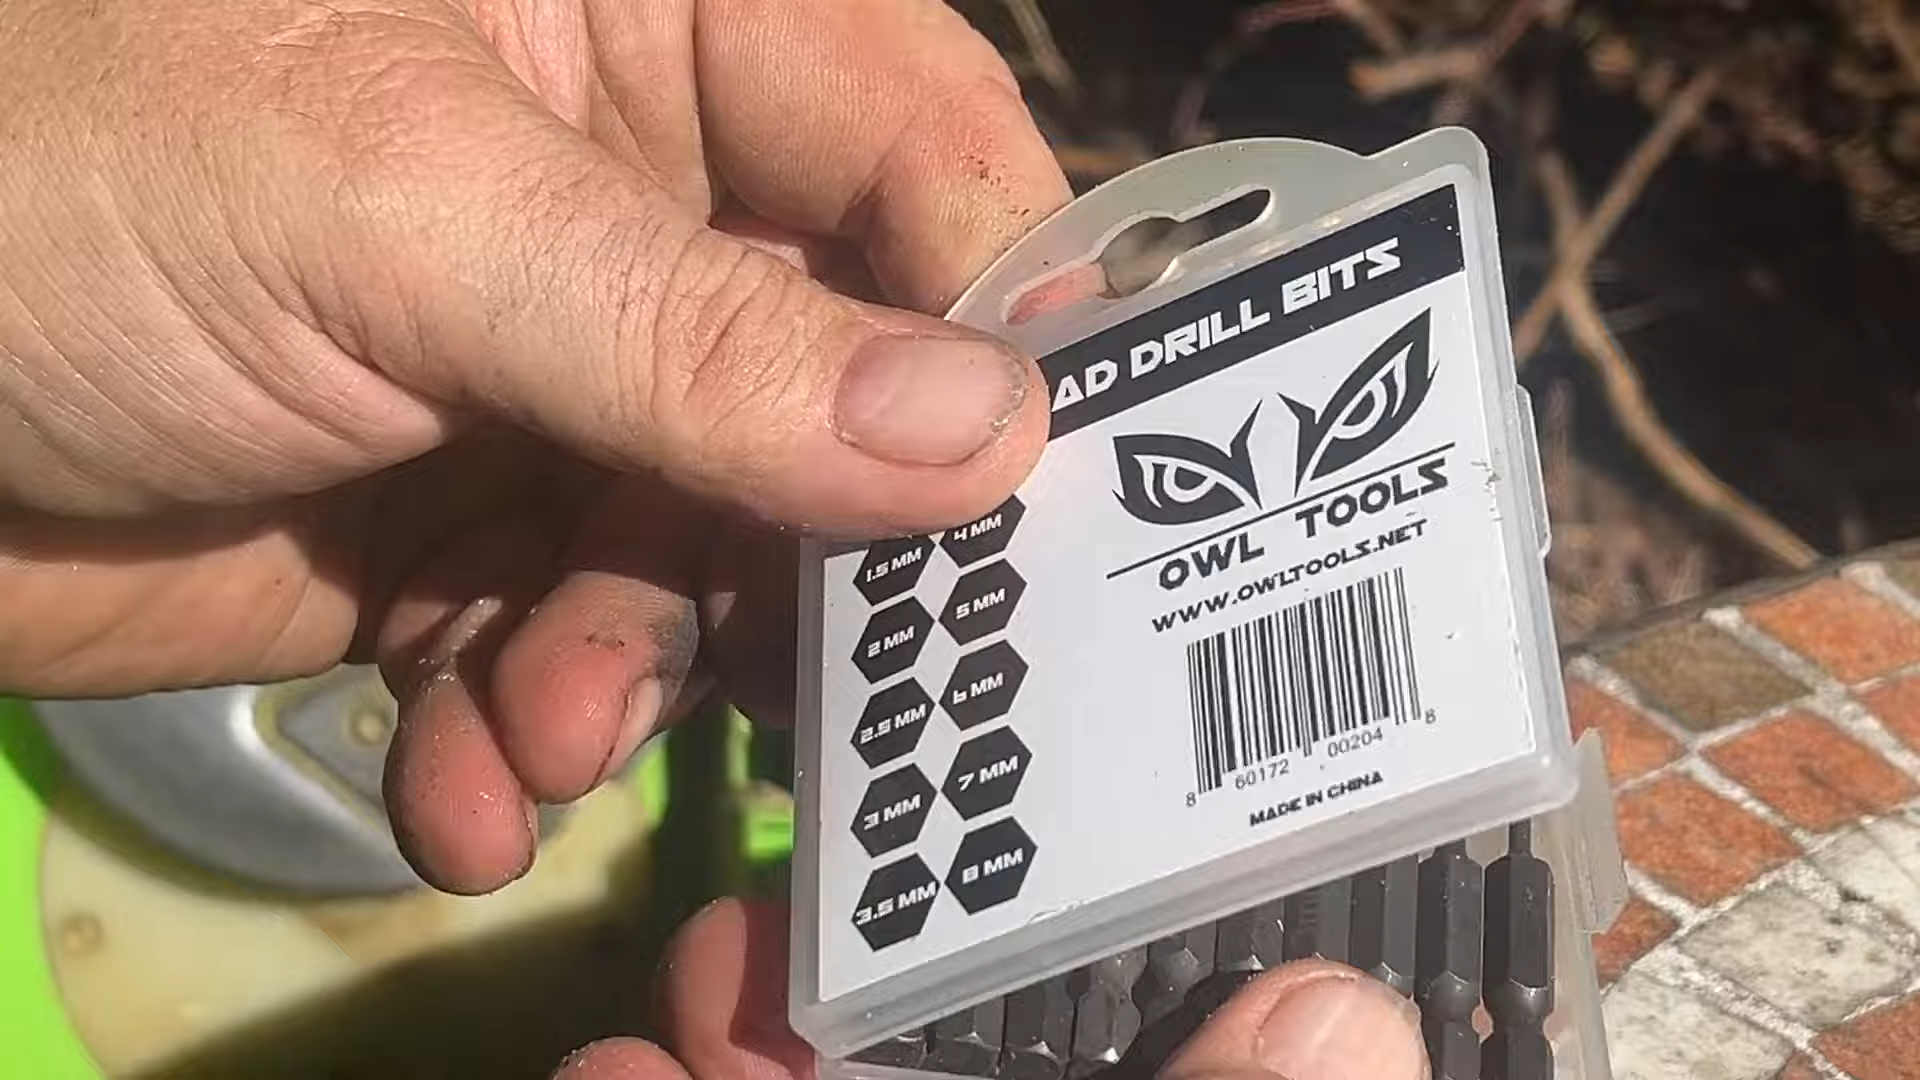 AD DRILL BITS
OWL TOOLS
WWW.OWLTOOLS.NET
4 MM
1.5 MM
5 MM
2 MM
6 MM
2.5 MM
7 MM
3 MM
8 MM
3.5 MM
8 60172 00204 8
MADE IN CHINA